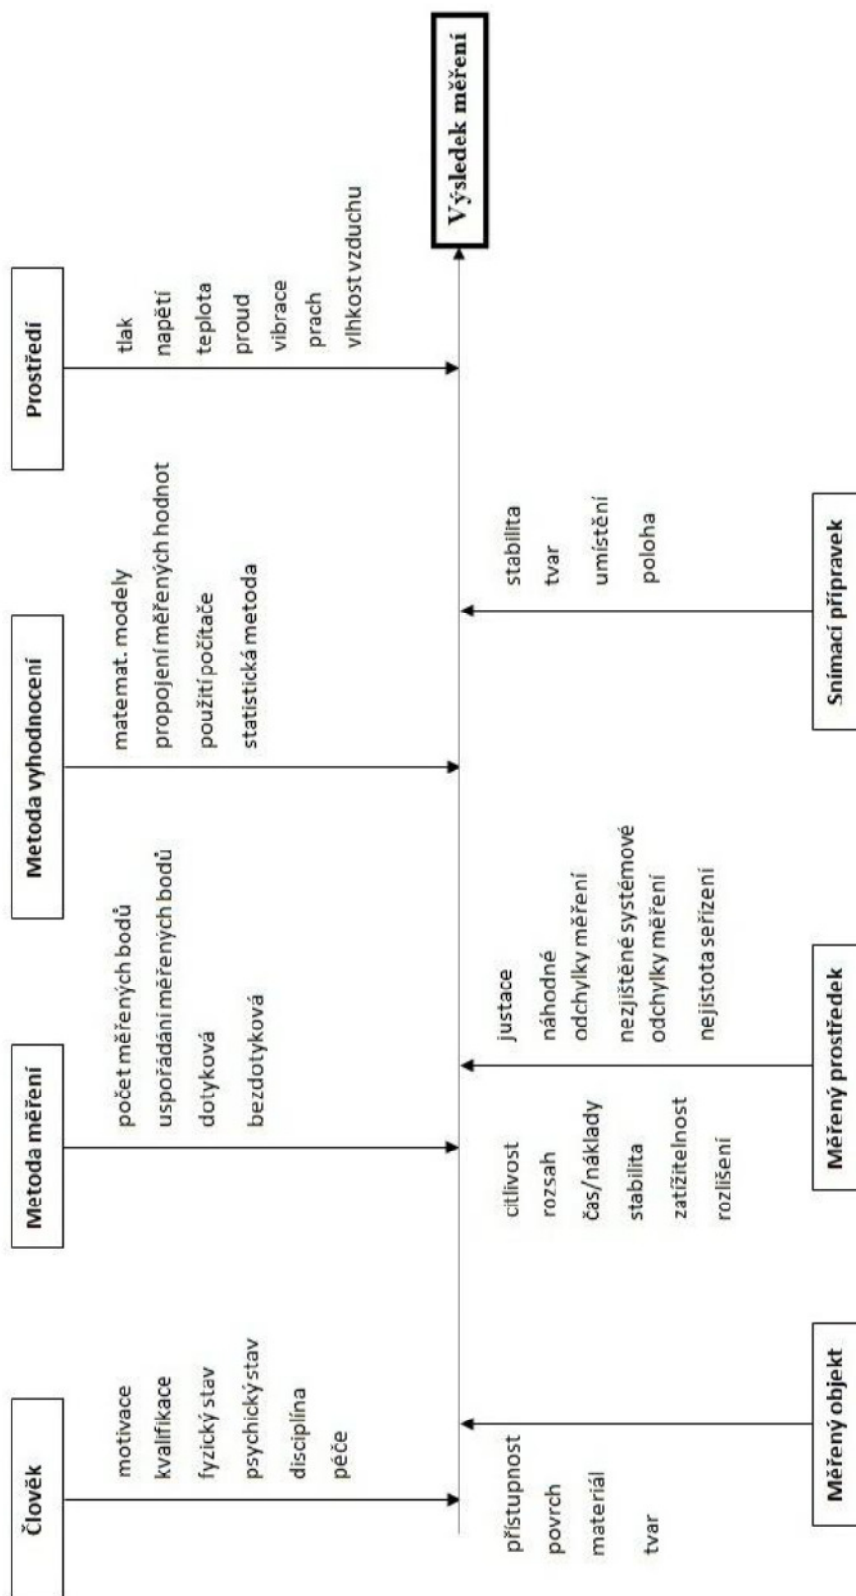 Člověk
motivace
kvalifikace
fyzický stav
psychický stav
disciplína
péče
Metoda měření
počet měřených bodů
uspořádání měřených bodů
dotyková
bezdotyková
Metoda vyhodnocení
matemat. modely
propojení měřených hodnot
použití počítače
statistická metoda
Prostředí
tlak
napětí
teplota
proud
vibrace
prach
vlhkost vzduchu
Výsledek měření
přístupnost
povrch
materiál
tvar
Měřený objekt
citlivost
rozsah
čas/náklady
stabilita
zatížitelnost
rozlišení
justace
náhodné
odchylky měření
nezjištěné systémové
odchylky měření
nejistota seřízení
Měřený prostředek
stabilita
tvar
umístění
poloha
Snímací přípravek